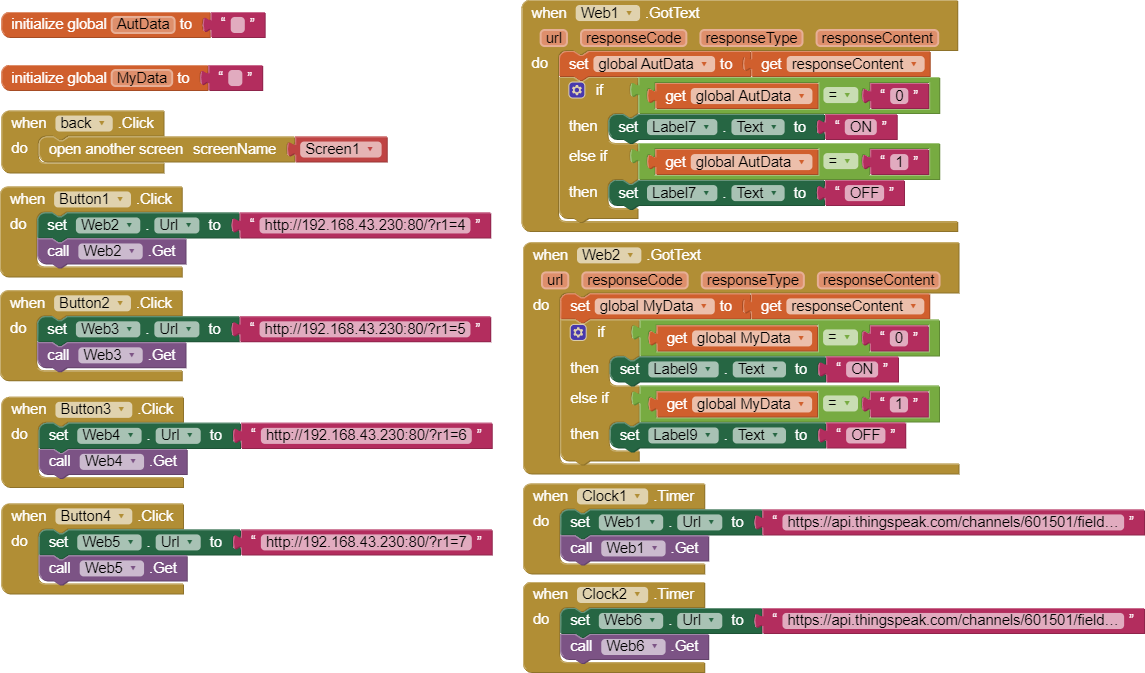 initialize global AutData to " "
initialize global MyData to " "
when back .Click
do open another screen screenName Screen1
when Button1 .Click
do set Web2 . Url to " http://192.168.43.230:80/?r1=4 "
call Web2 .Get
when Button2 .Click
do set Web3 . Url to " http://192.168.43.230:80/?r1=5 "
call Web3 .Get
when Button3 .Click
do set Web4 . Url to " http://192.168.43.230:80/?r1=6 "
call Web4 .Get
when Button4 .Click
do set Web5 . Url to " http://192.168.43.230:80/?r1=7 "
call Web5 .Get
when Web1 .GotText
url responseCode responseType responseContent
do set global AutData to get responseContent
if get global AutData = " 0 "
then set Label7 . Text to " ON "
else if get global AutData = " 1 "
then set Label7 . Text to " OFF "
when Web2 .GotText
url responseCode responseType responseContent
do set global MyData to get responseContent
if get global MyData = " 0 "
then set Label9 . Text to " ON "
else if get global MyData = " 1 "
then set Label9 . Text to " OFF "
when Clock1 .Timer
do set Web1 . Url to " https://api.thingspeak.com/channels/601501/field... "
call Web1 .Get
when Clock2 .Timer
do set Web6 . Url to " https://api.thingspeak.com/channels/601501/field... "
call Web6 .Get